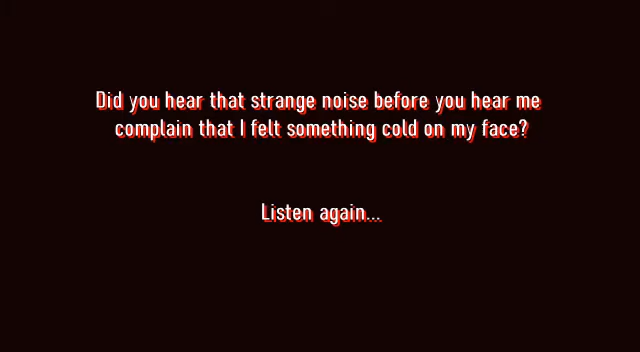 Did you hear that strange noise before you hear me
complain that I felt something cold on my face?
Listen again...